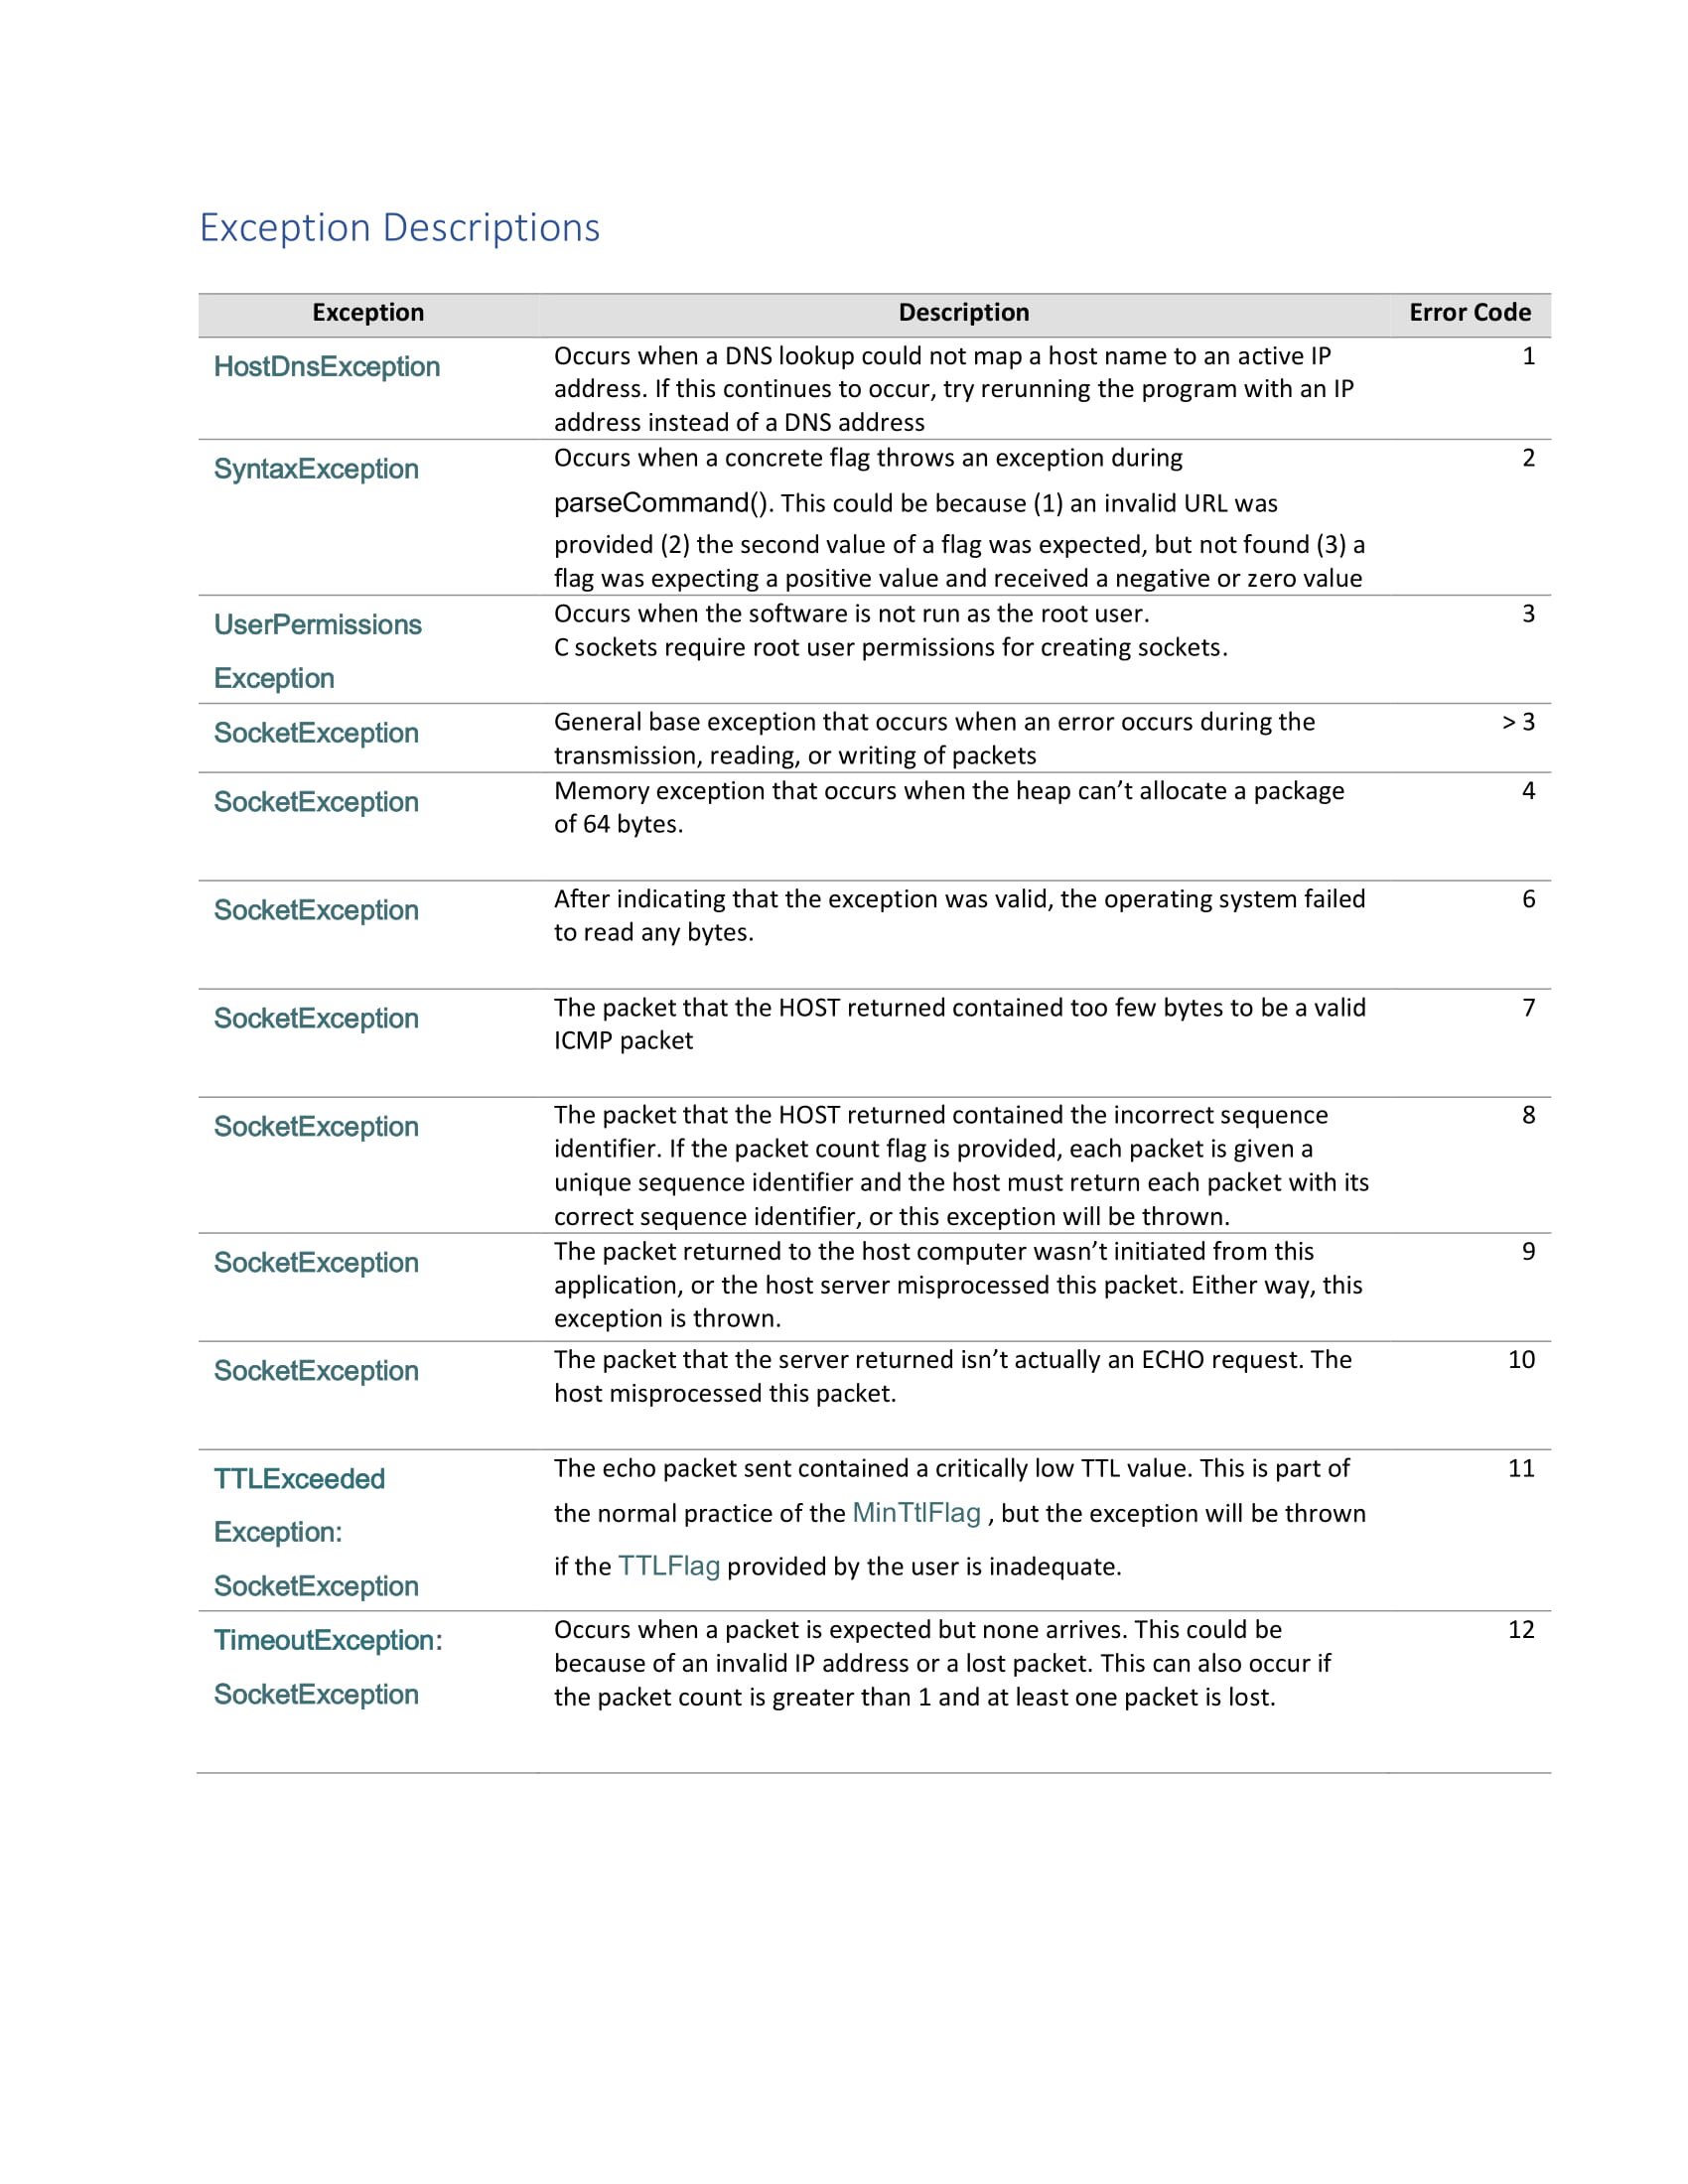 Exception Descriptions
Exception Description Error Code
HostDnsException Occurs when a DNS lookup could not map a host name to an active IP 1
address. If this continues to occur, try rerunning the program with an IP
address instead of a DNS address
SyntaxException Occurs when a concrete flag throws an exception during 2
parseCommand(). This could be because (1) an invalid URL was
provided (2) the second value of a flag was expected, but not found (3) a
flag was expecting a positive value and received a negative or zero value
UserPermissions Occurs when the software is not run as the root user. 3
C sockets require root user permissions for creating sockets.
Exception
SocketException General base exception that occurs when an error occurs during the > 3
transmission, reading, or writing of packets
SocketException Memory exception that occurs when the heap can’t allocate a package 4
of 64 bytes.
SocketException After indicating that the exception was valid, the operating system failed 6
to read any bytes.
SocketException The packet that the HOST returned contained too few bytes to be a valid 7
ICMP packet
SocketException The packet that the HOST returned contained the incorrect sequence 8
identifier. If the packet count flag is provided, each packet is given a
unique sequence identifier and the host must return each packet with its
correct sequence identifier, or this exception will be thrown.
SocketException The packet returned to the host computer wasn’t initiated from this 9
application, or the host server misprocessed this packet. Either way, this
exception is thrown.
SocketException The packet that the server returned isn’t actually an ECHO request. The 10
host misprocessed this packet.
TTLExceeded The echo packet sent contained a critically low TTL value. This is part of 11
the normal practice of the MinTtlFlag , but the exception will be thrown
Exception:
if the TTLFlag provided by the user is inadequate.
SocketException
TimeoutException: Occurs when a packet is expected but none arrives. This could be 12
because of an invalid IP address or a lost packet. This can also occur if
SocketException the packet count is greater than 1 and at least one packet is lost.